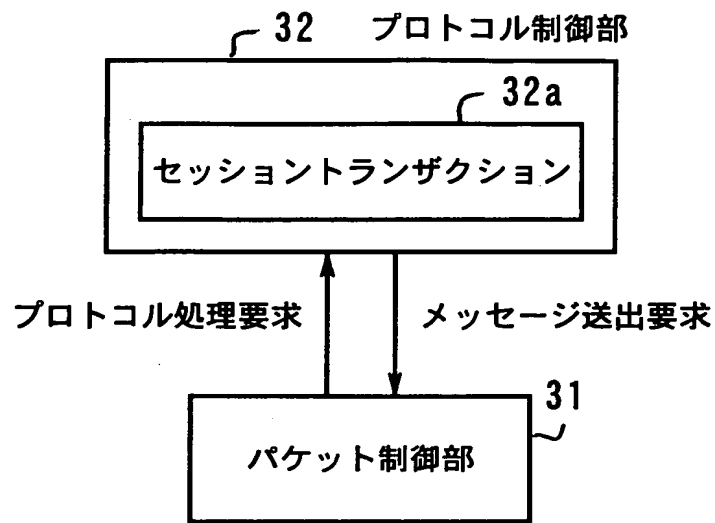 32 プロトコル制御部
32a
セッショントランザクション
プロトコル処理要求
メッセージ送出要求
31
パケット制御部